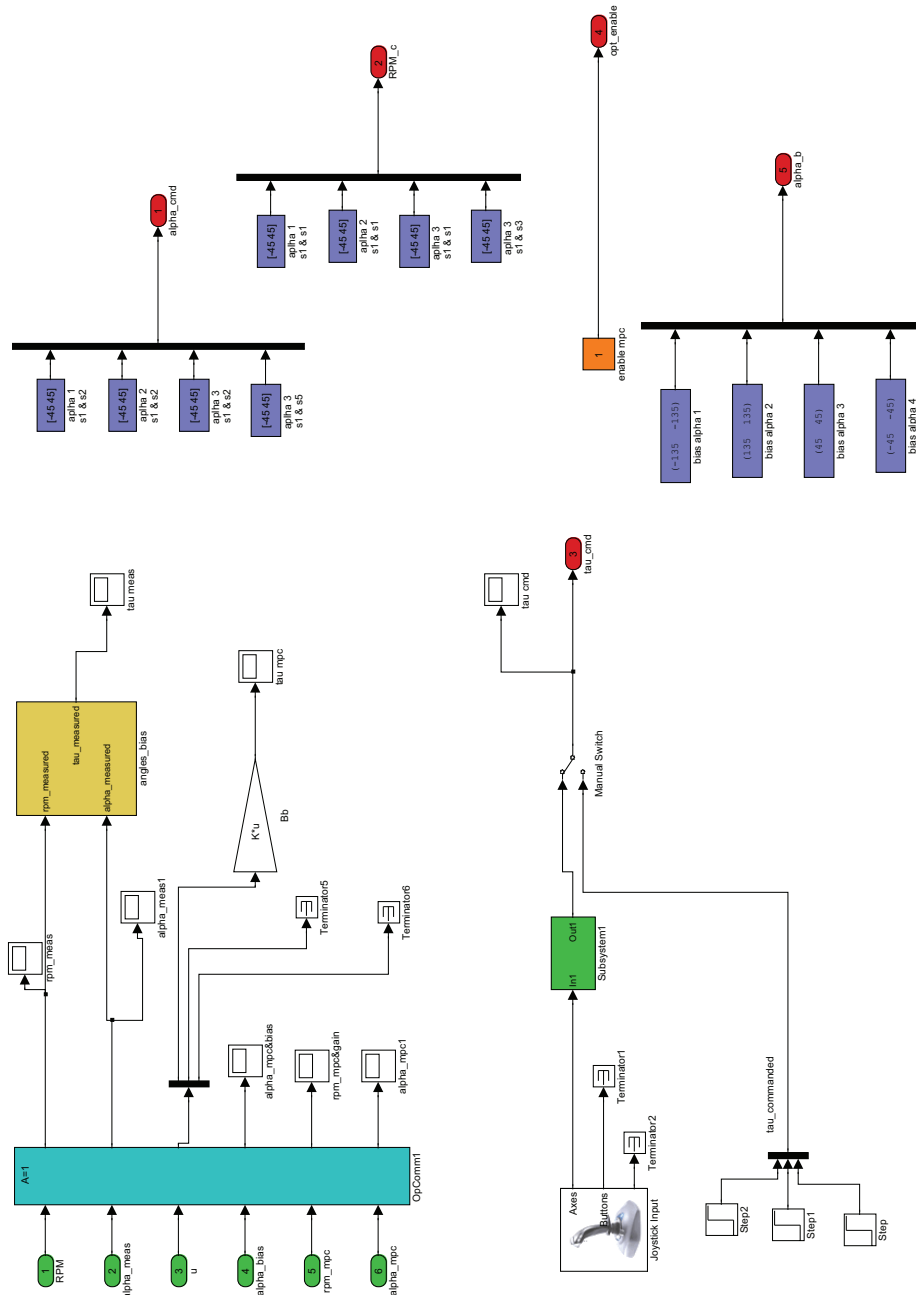 1
RPM
2
alpha_meas
3
u
4
alpha_bias
5
rpm_mpc
6
alpha_mpc
A=1
OpComm1
rpm_meas
alpha_meas1
alpha_mpc&bias
rpm_mpc&gain
alpha_mpc1
rpm_measured
alpha_measured
tau_measured
angles_bias
tau meas
K*u
Bb
tau mpc
Terminator5
Terminator6
[-45 45]
aplha 1
s1 & s2
[-45 45]
aplha 2
s1 & s2
[-45 45]
aplha 3
s1 & s2
[-45 45]
aplha 3
s1 & s5
1
alpha_cmd
[-45 45]
aplha 1
s1 & s1
[-45 45]
aplha 2
s1 & s1
[-45 45]
aplha 3
s1 & s1
[-45 45]
aplha 3
s1 & s3
2
RPM_c
Axes
Buttons
Joystick Input
Terminator1
Terminator2
In1
Out1
Subsystem1
Step2
Step1
Step
tau_commanded
Manual Switch
tau cmd
3
tau_cmd
1
enable mpc
4
opt_enable
(-135 -135)
bias alpha 1
(135 135)
bias alpha 2
(45 45)
bias alpha 3
(-45 -45)
bias alpha 4
5
alpha_b